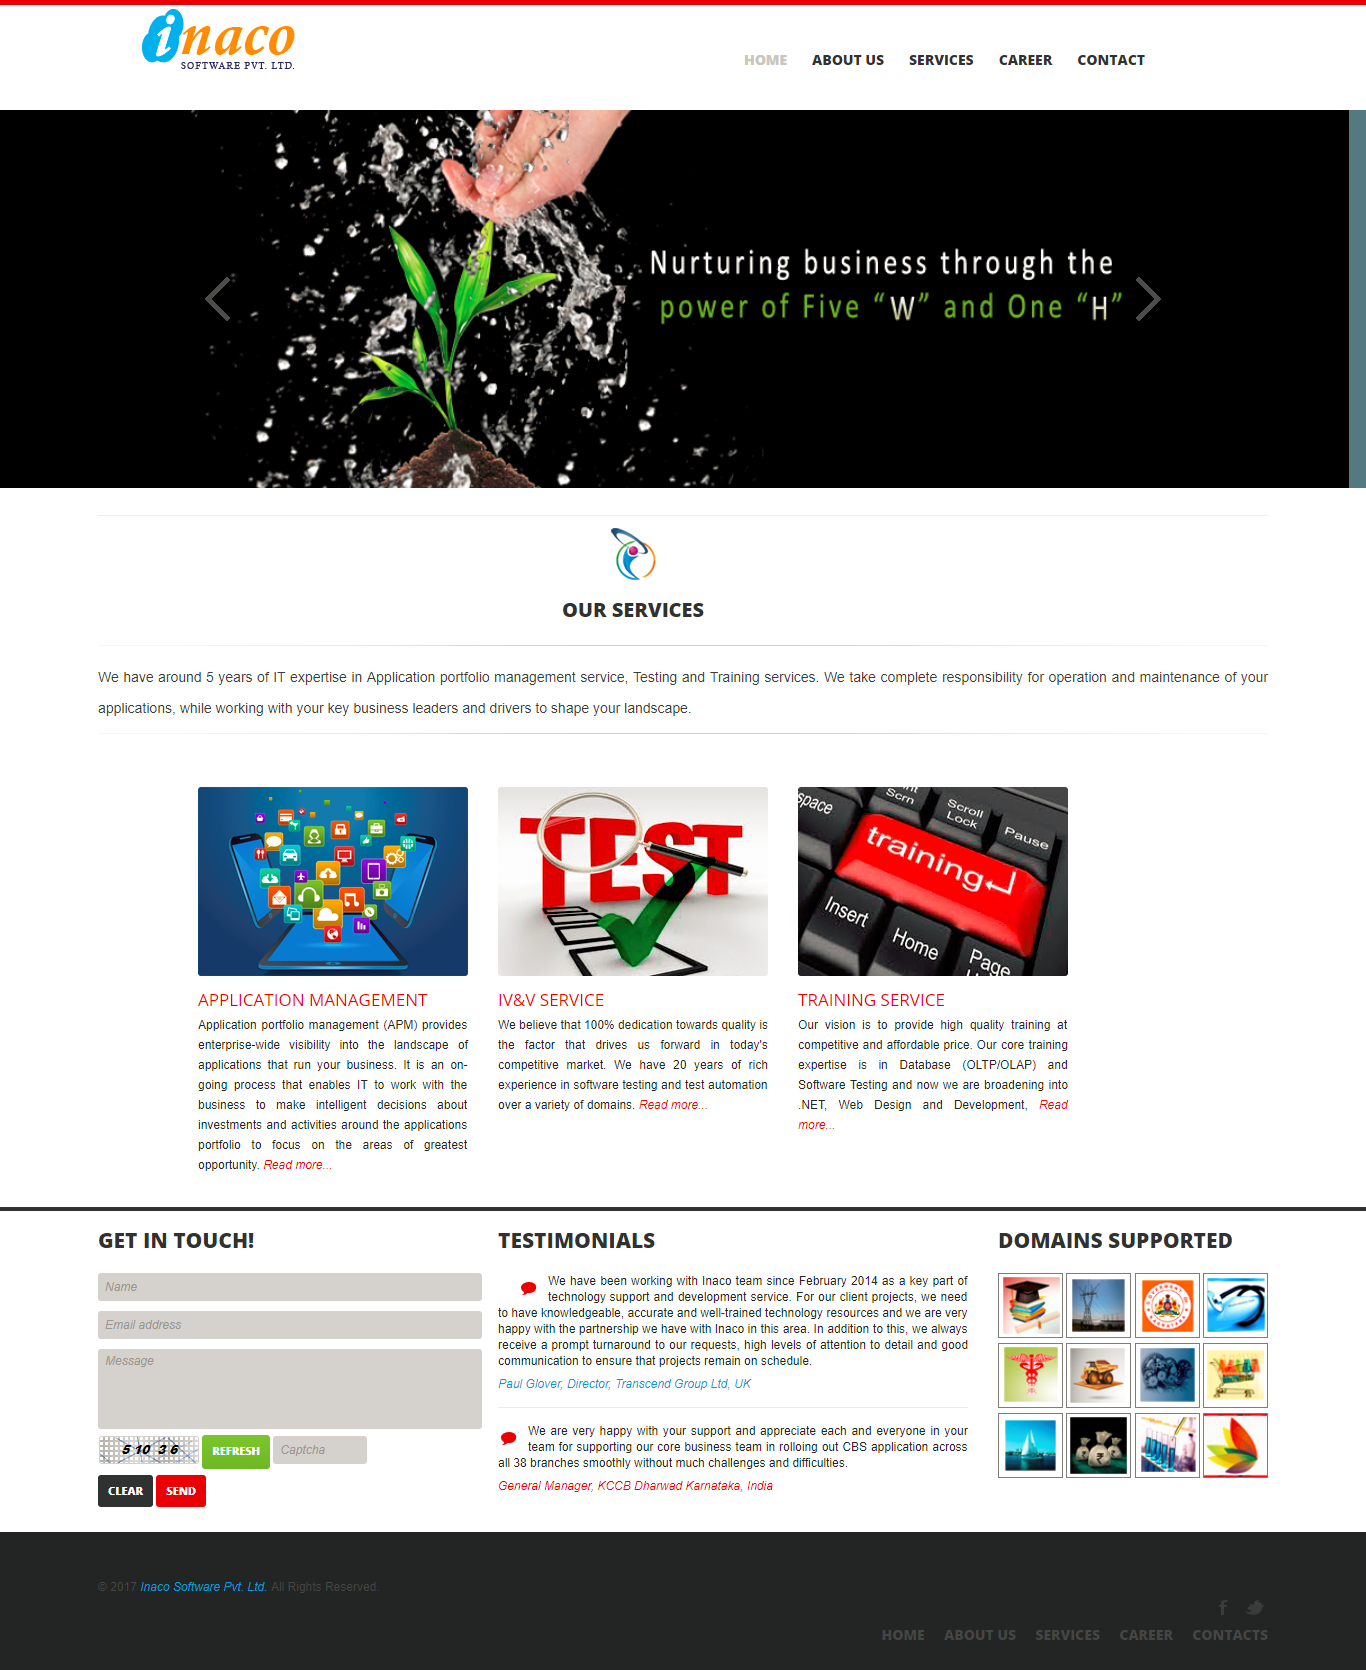 inaco
SOFTWARE PVT. LTD.
HOME ABOUT US SERVICES CAREER CONTACT
Nurturing business through the
power of Five “W” and One “H”
OUR SERVICES
We have around 5 years of IT expertise in Application portfolio management service, Testing and Training services. We take complete responsibility for operation and maintenance of your
applications, while working with your key business leaders and drivers to shape your landscape.
TEST
space
Scrn
Scroll
Lock
Pause
training
Insert
Home
Page
APPLICATION MANAGEMENT
Application portfolio management (APM) provides
enterprise-wide visibility into the landscape of
applications that run your business. It is an on-
going process that enables IT to work with the
business to make intelligent decisions about
investments and activities around the applications
portfolio to focus on the areas of greatest
opportunity. Read more...
IV&V SERVICE
We believe that 100% dedication towards quality is
the factor that drives us forward in today's
competitive market. We have 20 years of rich
experience in software testing and test automation
over a variety of domains. Read more...
TRAINING SERVICE
Our vision is to provide high quality training at
competitive and affordable price. Our core training
expertise is in Database (OLTP/OLAP) and
Software Testing and now we are broadening into
.NET, Web Design and Development, Read
more...
GET IN TOUCH!
Name
Email address
Message
5 10 3 6
REFRESH
Captcha
CLEAR
SEND
TESTIMONIALS
We have been working with Inaco team since February 2014 as a key part of
technology support and development service. For our client projects, we need
to have knowledgeable, accurate and well-trained technology resources and we are very
happy with the partnership we have with Inaco in this area. In addition to this, we always
receive a prompt turnaround to our requests, high levels of attention to detail and good
communication to ensure that projects remain on schedule.
Paul Glover, Director, Transcend Group Ltd, UK
We are very happy with your support and appreciate each and everyone in your
team for supporting our core business team in rolloing out CBS application across
all 38 branches smoothly without much challenges and difficulties.
General Manager, KCCB Dharwad Karnataka, India
DOMAINS SUPPORTED
© 2017 Inaco Software Pvt. Ltd. All Rights Reserved.
HOME ABOUT US SERVICES CAREER CONTACTS